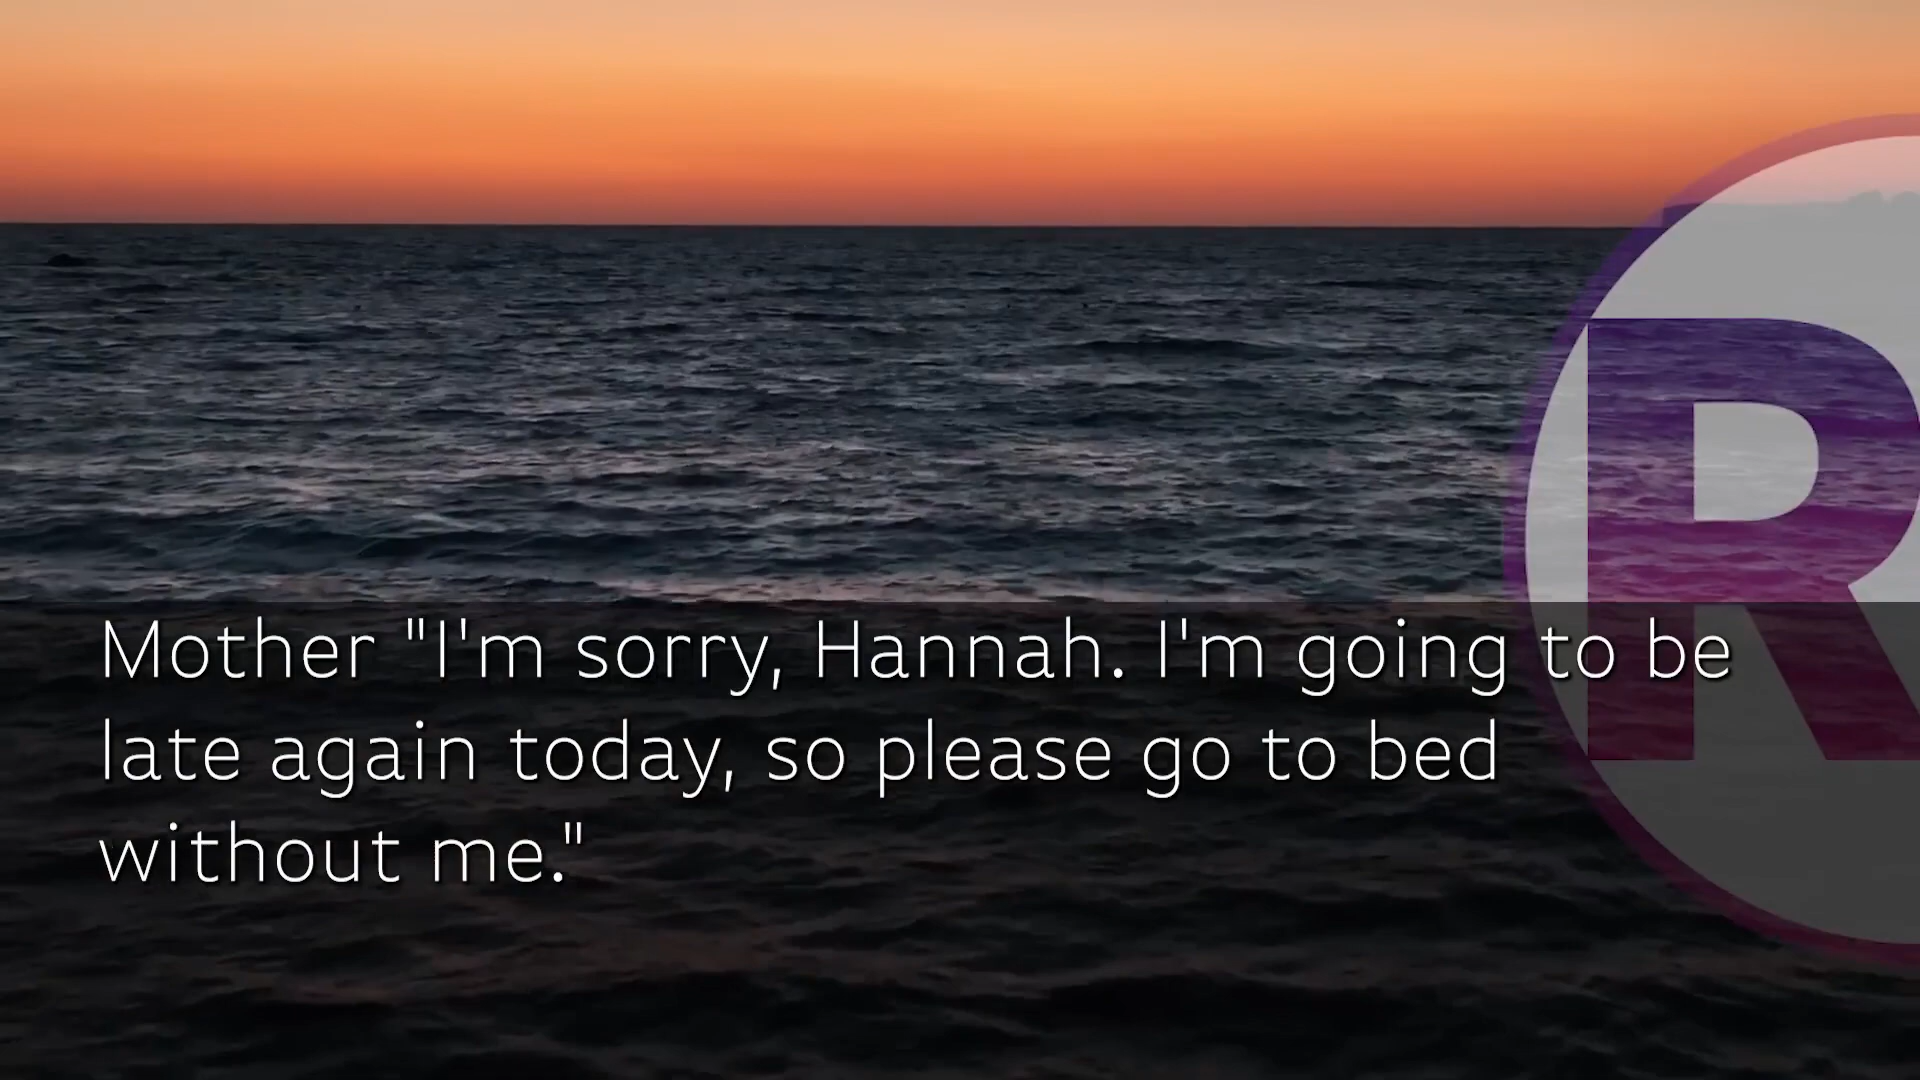 R
Mother "I'm sorry, Hannah. I'm going to be
late again today, so please go to bed
without me."